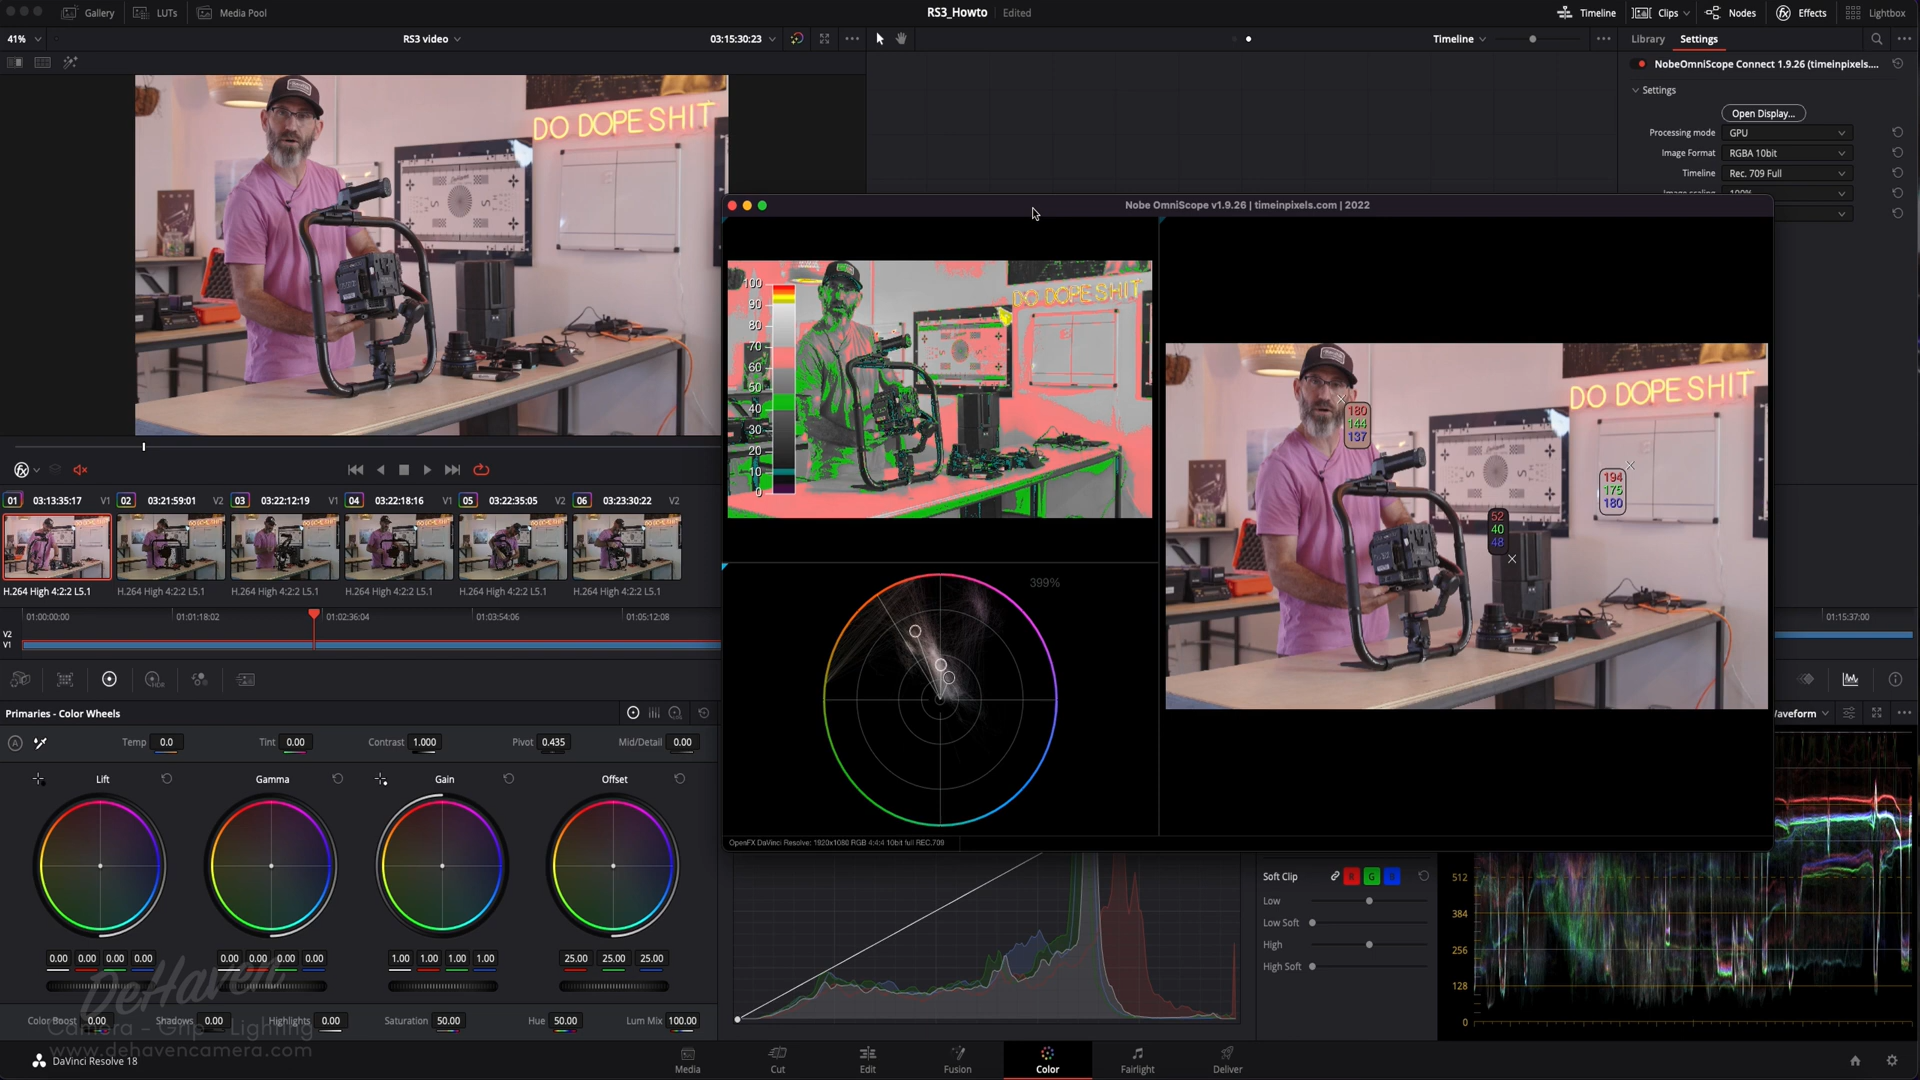 Gallery
LUTs
Media Pool
RS3_Howto
Edited
Timeline
Clips
Nodes
Effects
Lightbox
41%
RS3 video
03:15:30:23
Timeline
Library
Settings
NobeOmniScope Connect 1.9.26 (timeinpixels....
Settings
Open Display...
Processing mode
GPU
Image Format
RGBA 10bit
Timeline
Rec. 709 Full
Image scaling
100%
DO DOPE SHIT
Nobe OmniScope v1.9.26 | timeinpixels.com | 2022
100
90
80
70
60
50
40
30
20
10
0
DO DOPE SHIT
DO DOPE SHIT
180
144
137
194
175
180
52
40
48
399%
OpenFX DaVinci Resolve: 1920x1080 RGB 4:4:4 10bit full REC.709
01
03:13:35:17
V1
02
03:21:59:01
V2
03
03:22:12:19
V1
04
03:22:18:16
V1
05
03:22:35:05
V2
06
03:23:30:22
V2
H.264 High 4:2:2 L5.1
H.264 High 4:2:2 L5.1
H.264 High 4:2:2 L5.1
H.264 High 4:2:2 L5.1
H.264 High 4:2:2 L5.1
H.264 High 4:2:2 L5.1
01:00:00:00
01:01:18:02
01:02:36:04
01:03:54:06
01:05:12:08
01:15:37:00
V2
V1
Primaries - Color Wheels
Temp 0.0
Tint 0.00
Contrast 1.000
Pivot 0.435
Mid/Detail 0.00
Lift
Gamma
Gain
Offset
0.00 0.00 0.00 0.00
0.00 0.00 0.00 0.00
1.00 1.00 1.00 1.00
25.00 25.00 25.00
Color Boost 0.00
Shadows 0.00
Highlights 0.00
Saturation 50.00
Hue 50.00
Lum Mix 100.00
Soft Clip
R
G
B
Low
Low Soft
High
High Soft
512
384
256
128
0
DeHaven
Camera - Grip - Lighting
www.dehavencamera.com
DaVinci Resolve 18
Media
Cut
Edit
Fusion
Color
Fairlight
Deliver